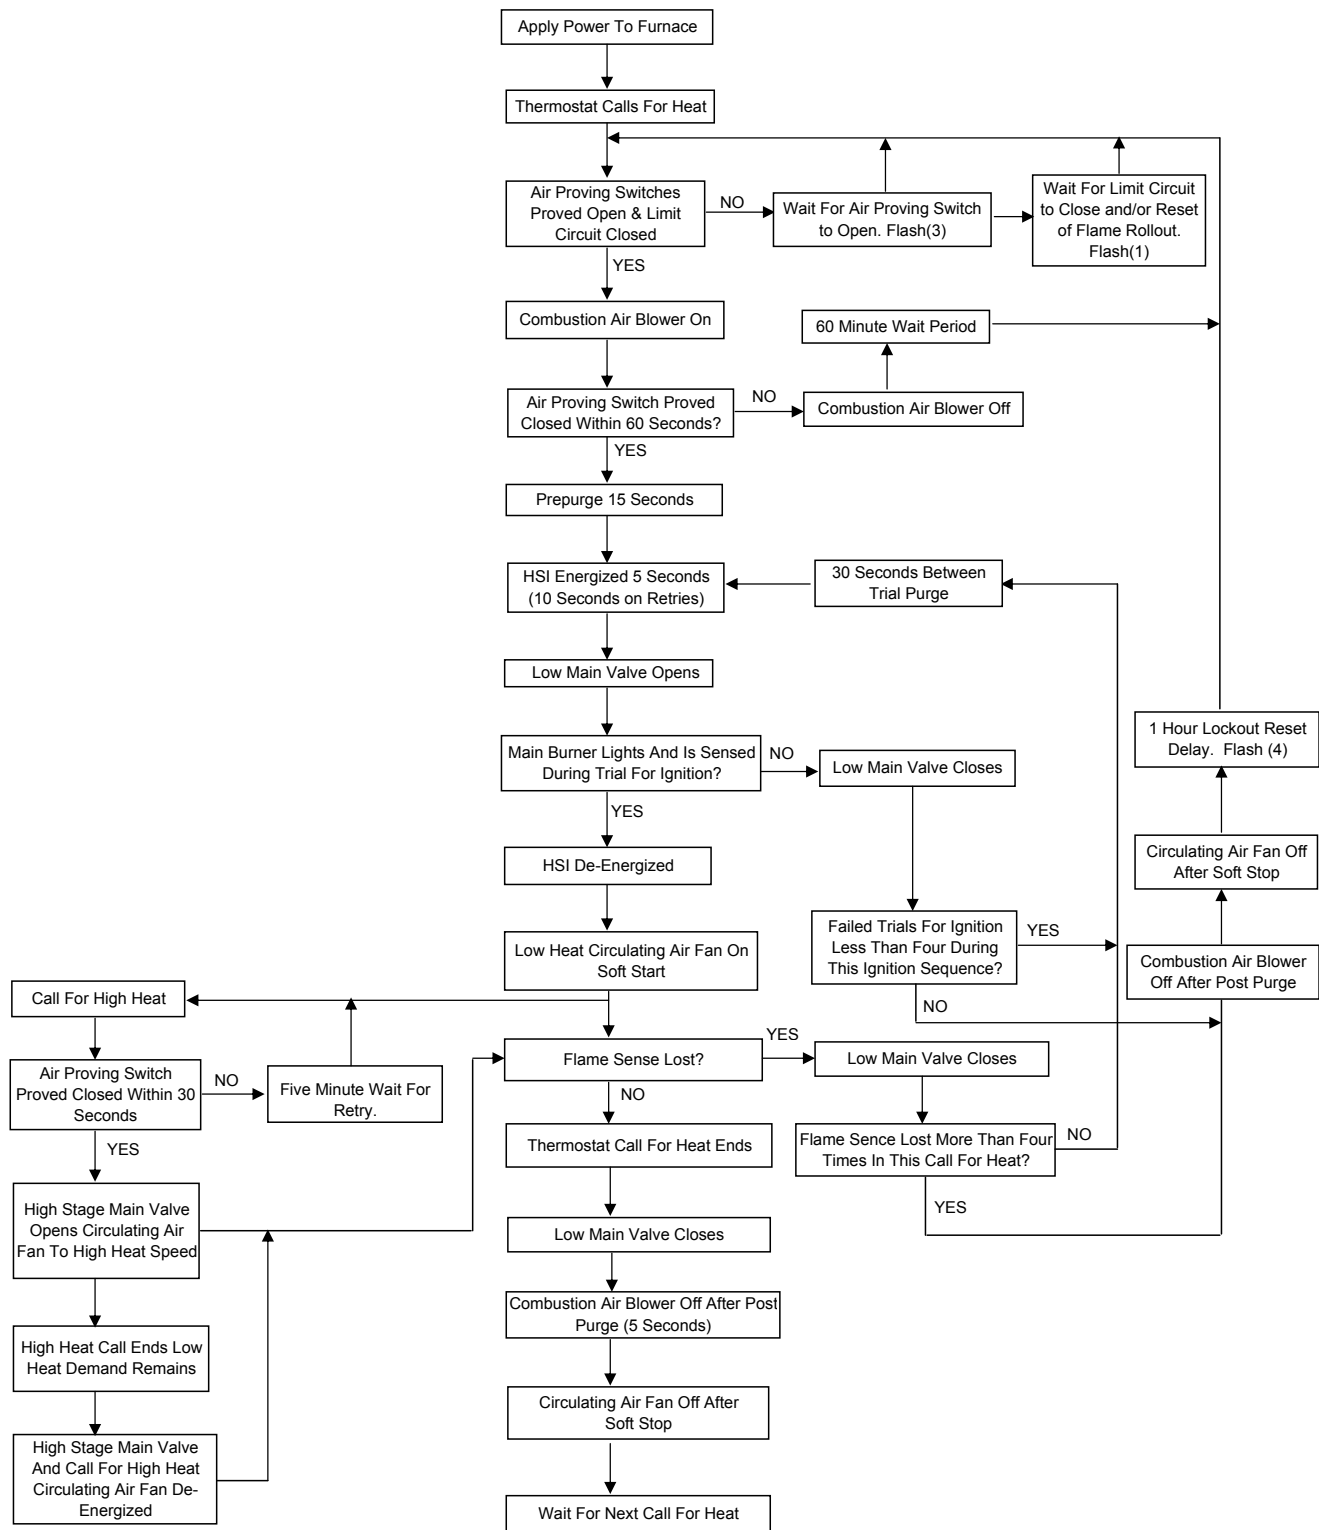 Apply Power To Furnace
Thermostat Calls For Heat
Air Proving Switches
Proved Open & Limit
Circuit Closed
NO
Wait For Air Proving Switch
to Open. Flash(3)
Wait For Limit Circuit
to Close and/or Reset
of Flame Rollout.
Flash(1)
YES
Combustion Air Blower On
60 Minute Wait Period
Air Proving Switch Proved
Closed Within 60 Seconds?
NO
Combustion Air Blower Off
YES
Prepurge 15 Seconds
HSI Energized 5 Seconds
(10 Seconds on Retries)
30 Seconds Between
Trial Purge
Low Main Valve Opens
Main Burner Lights And Is Sensed
During Trial For Ignition?
NO
Low Main Valve Closes
1 Hour Lockout Reset
Delay. Flash (4)
YES
HSI De-Energized
Circulating Air Fan Off
After Soft Stop
Low Heat Circulating Air Fan On
Soft Start
Failed Trials For Ignition
Less Than Four During
This Ignition Sequence?
YES
NO
Combustion Air Blower
Off After Post Purge
Call For High Heat
Air Proving Switch
Proved Closed Within 30
Seconds
NO
Five Minute Wait For
Retry.
YES
Flame Sense Lost?
YES
Low Main Valve Closes
NO
Thermostat Call For Heat Ends
Flame Sence Lost More Than Four
Times In This Call For Heat?
NO
YES
High Stage Main Valve
Opens Circulating Air
Fan To High Heat Speed
Low Main Valve Closes
Combustion Air Blower Off After Post
Purge (5 Seconds)
High Heat Call Ends Low
Heat Demand Remains
Circulating Air Fan Off After
Soft Stop
High Stage Main Valve
And Call For High Heat
Circulating Air Fan De-
Energized
Wait For Next Call For Heat